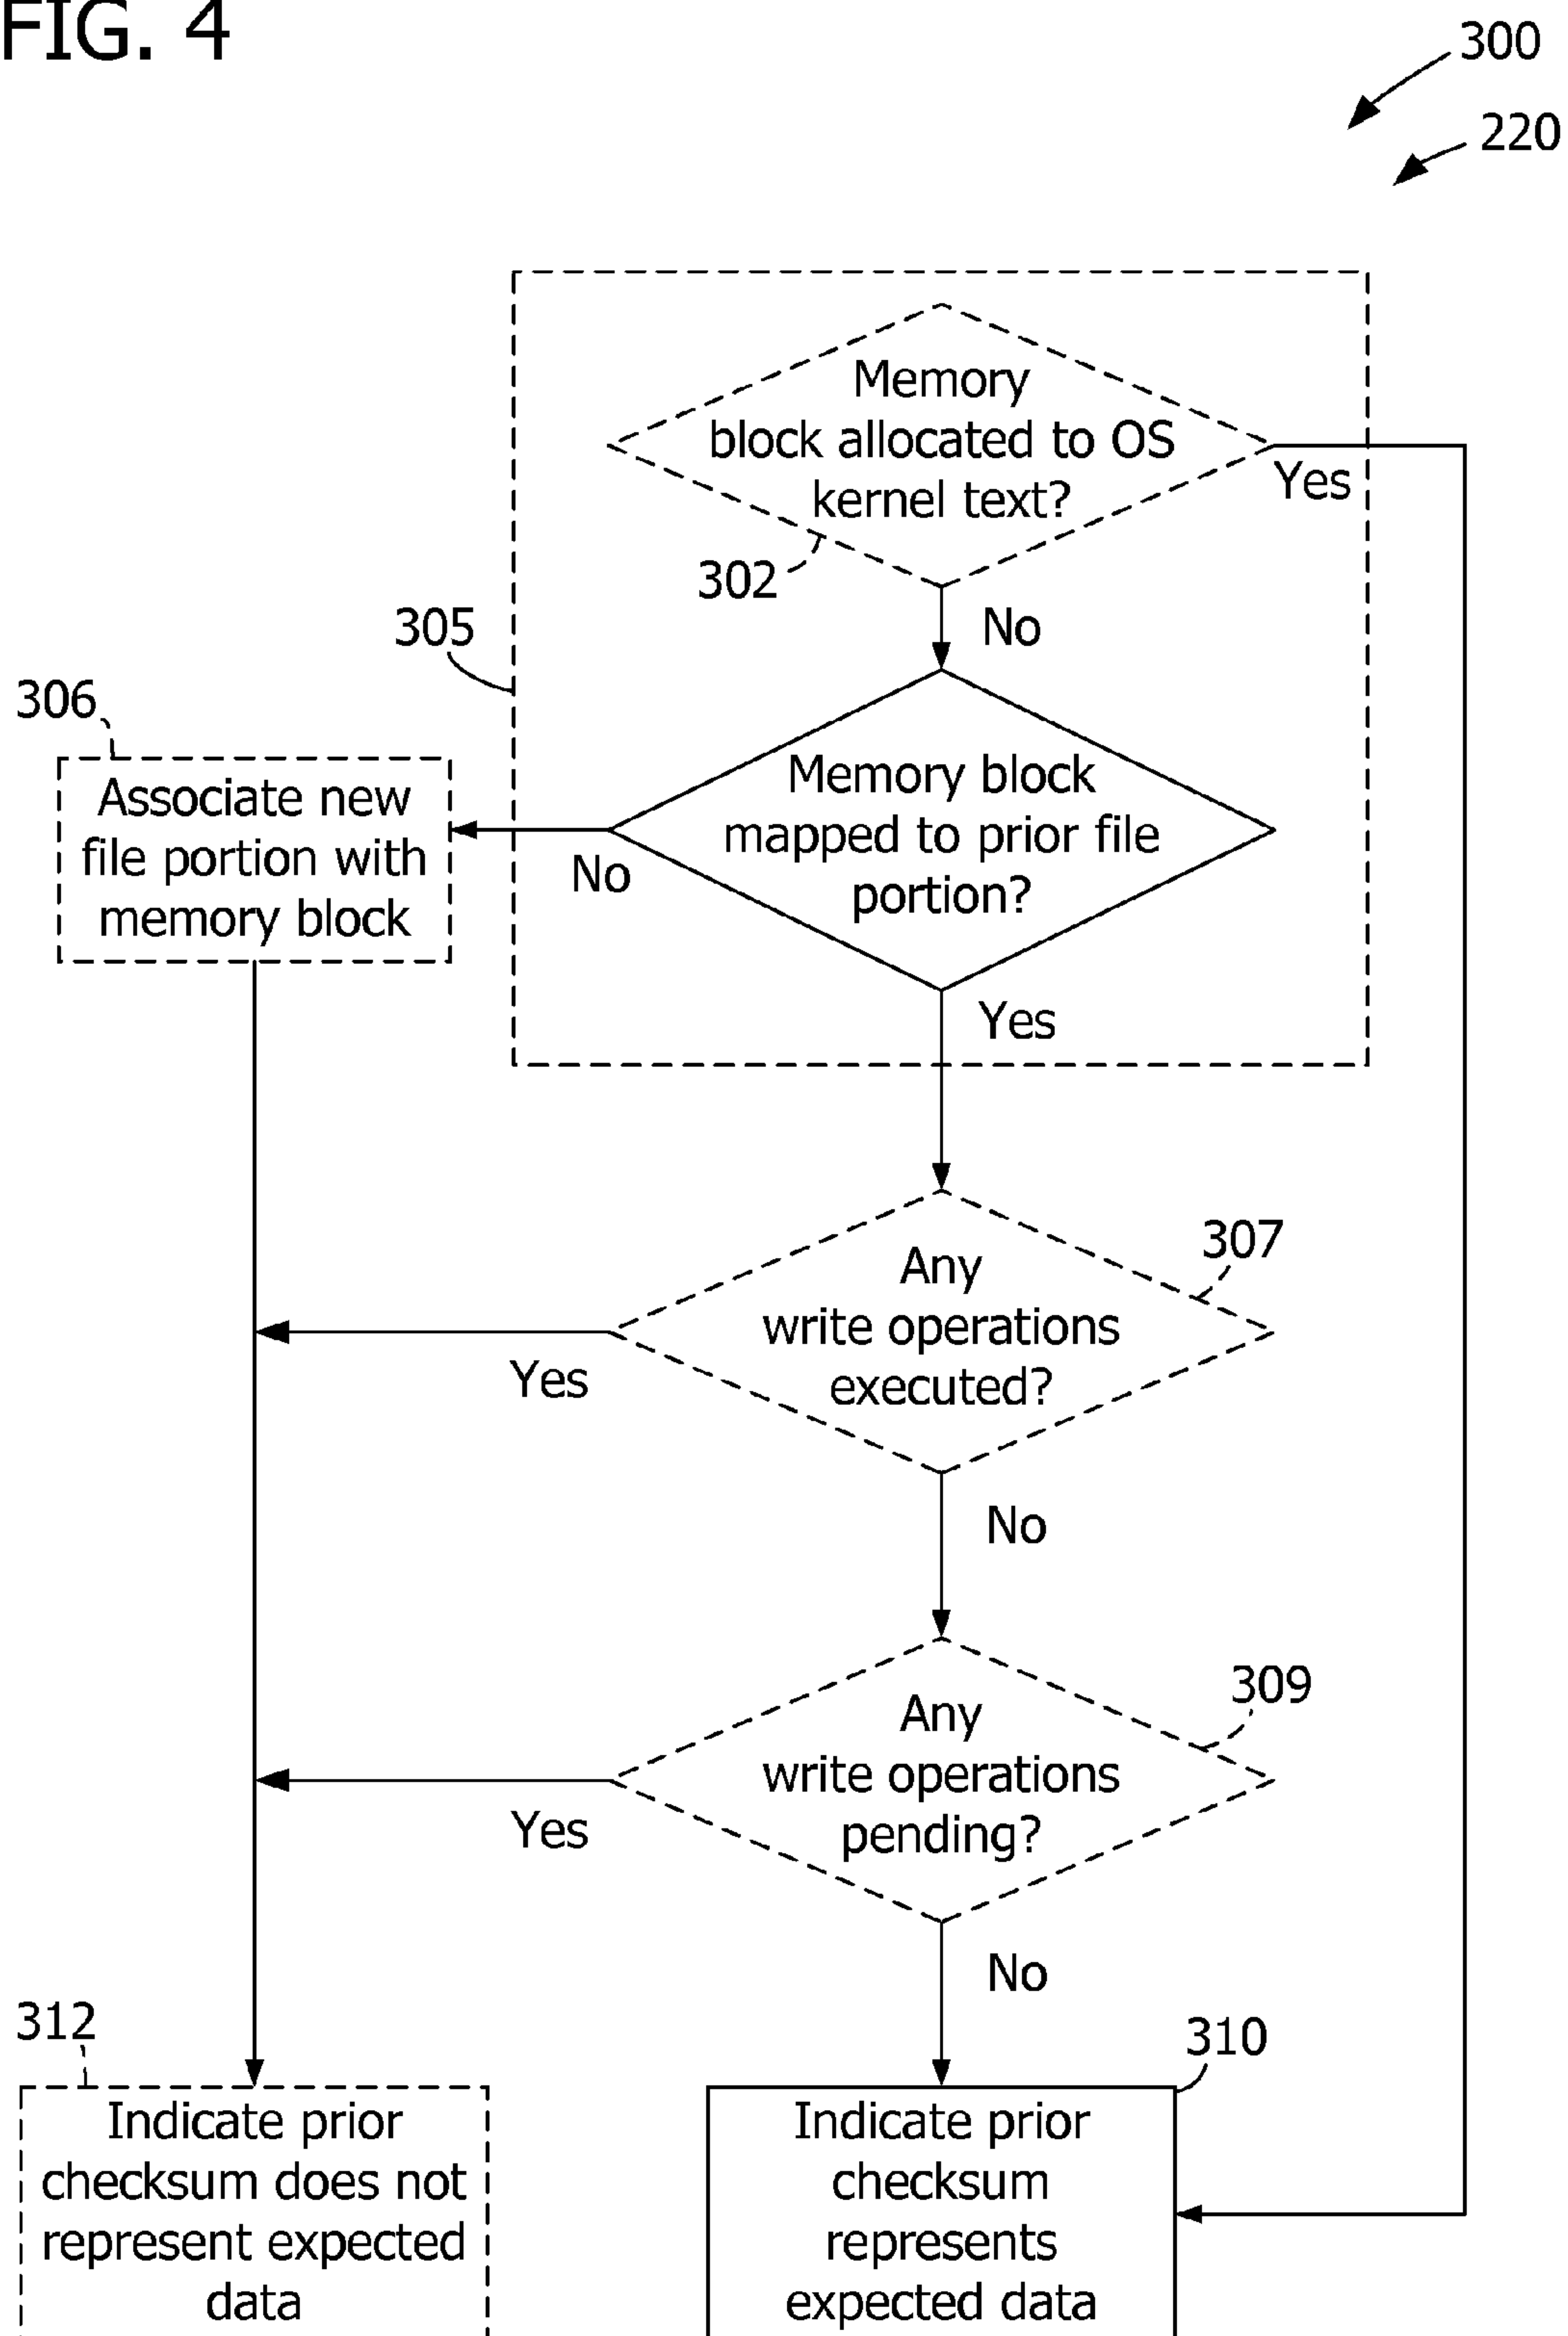 FIG. 4
300
220
Memory
block allocated to OS
kernel text?
Yes
302
No
305
306
Associate new
file portion with
memory block
Memory block
mapped to prior file
portion?
No
Yes
307
Any
write operations
executed?
Yes
No
309
Any
write operations
pending?
Yes
No
312
310
Indicate prior
checksum does not
represent expected
data
Indicate prior
checksum
represents
expected data